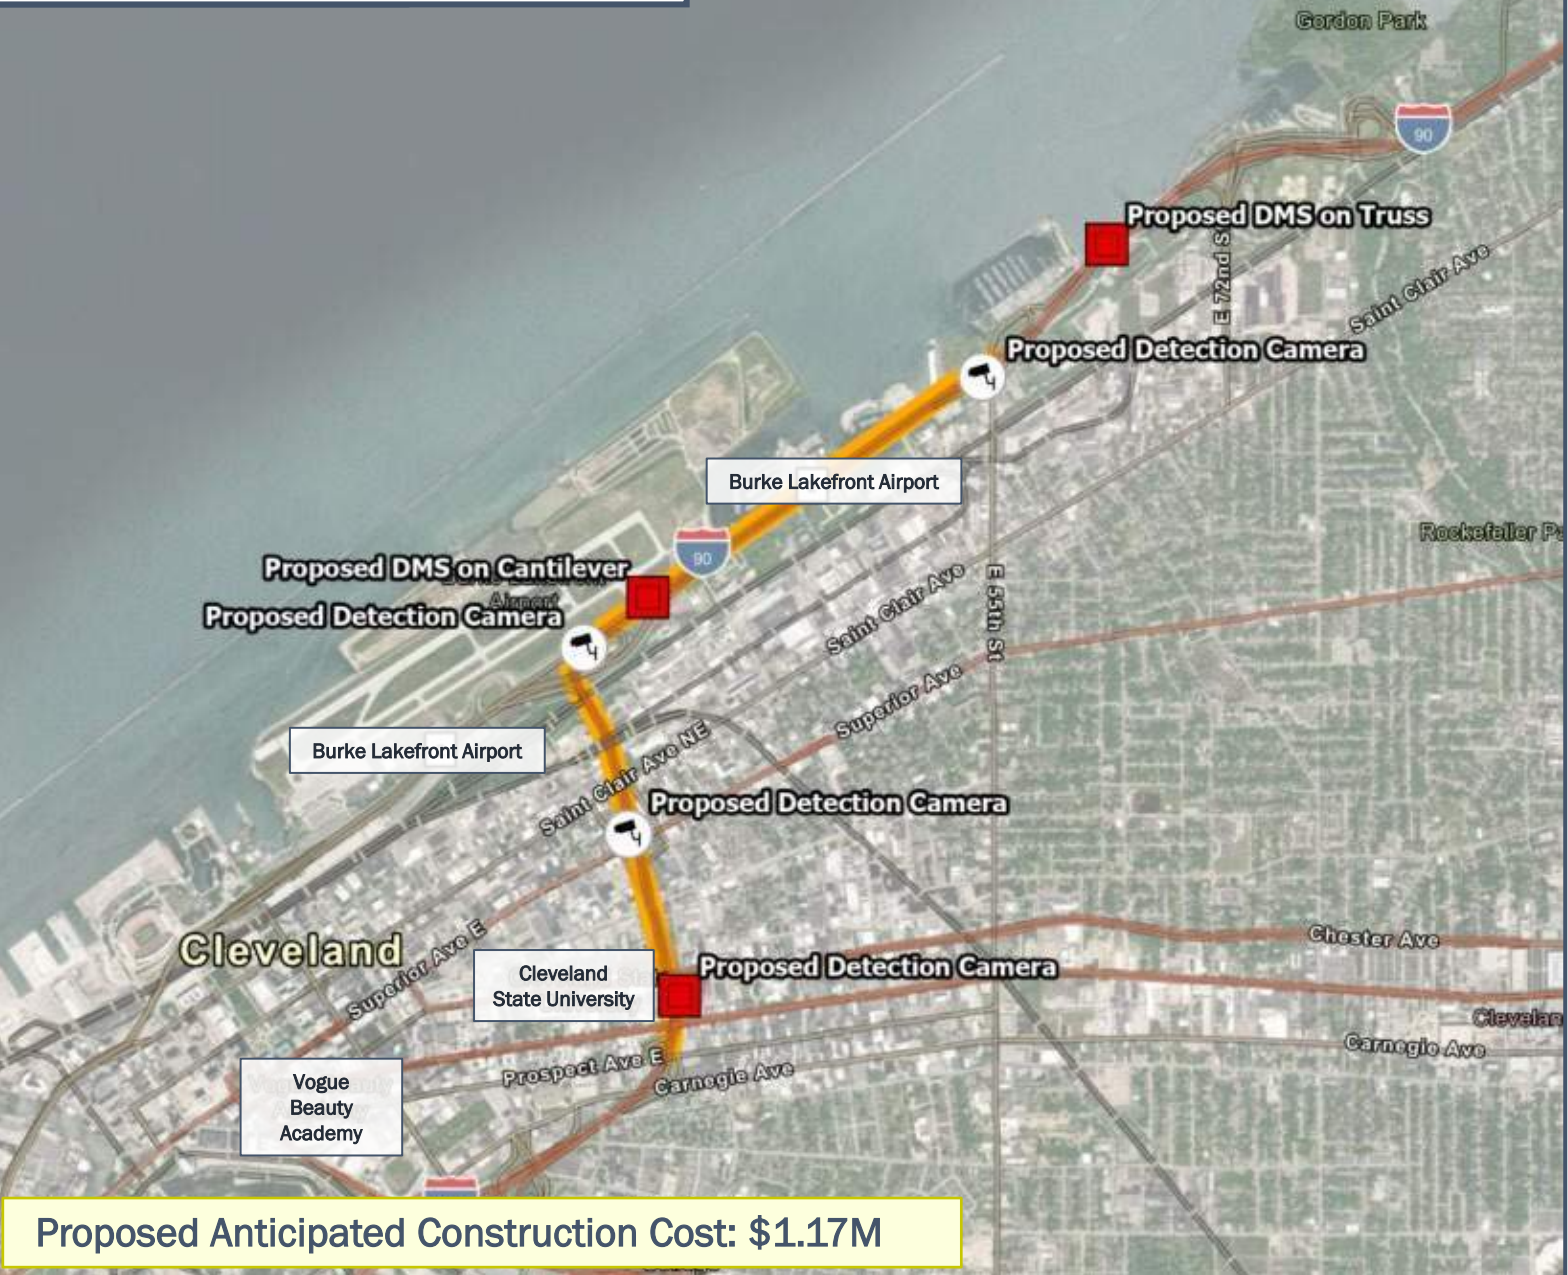 Gordon Park
90
Proposed DMS on Truss
E 72nd S
Saint Clair Ave
Proposed Detection Camera
Burke Lakefront Airport
Rockefeller Pa
90
Proposed DMS on Cantilever
Airport
Proposed Detection Camera
Saint Clair Ave
E 55th St
Superior Ave
Burke Lakefront Airport
Saint Clair Ave NE
Proposed Detection Camera
Cleveland
Superior Ave E
Chester Ave
Cleveland
State University
Proposed Detection Camera
Clevelan
Carnegie Ave
Prospect Ave E
Carnegie Ave
Vogue
Beauty
Academy
Proposed Anticipated Construction Cost: $1.17M